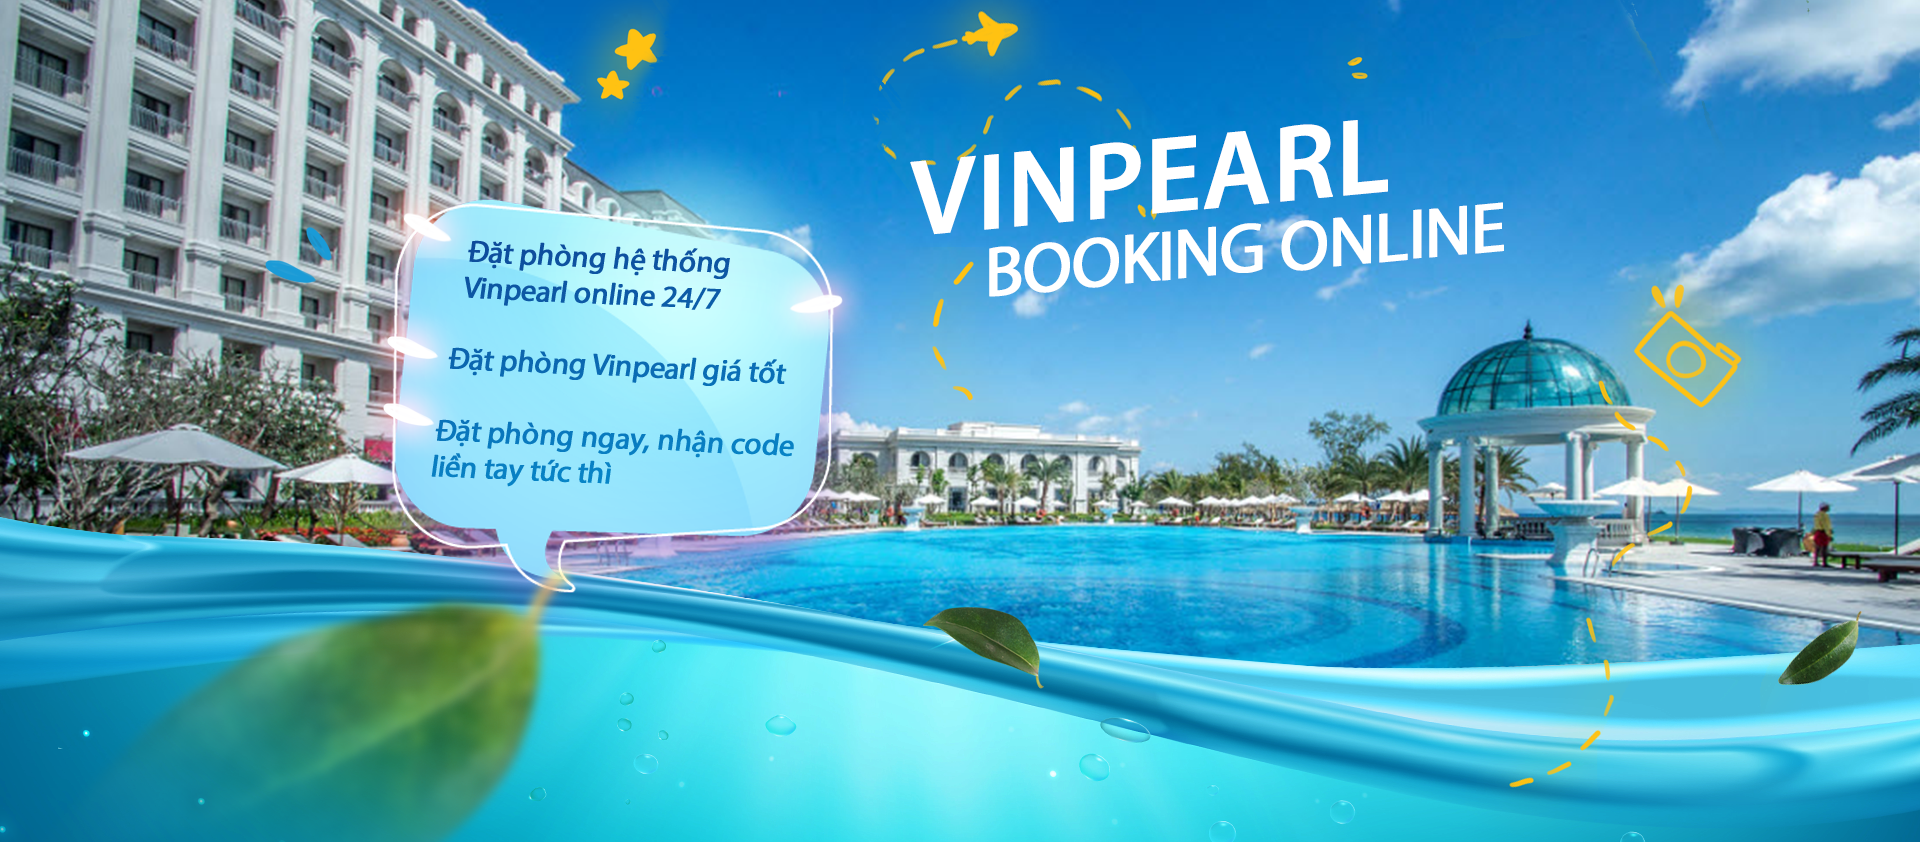 VINPEARL
BOOKING ONLINE
Đặt phòng hệ thống
Vinpearl online 24/7
Đặt phòng Vinpearl giá tốt
Đặt phòng ngay, nhận code
liền tay tức thì